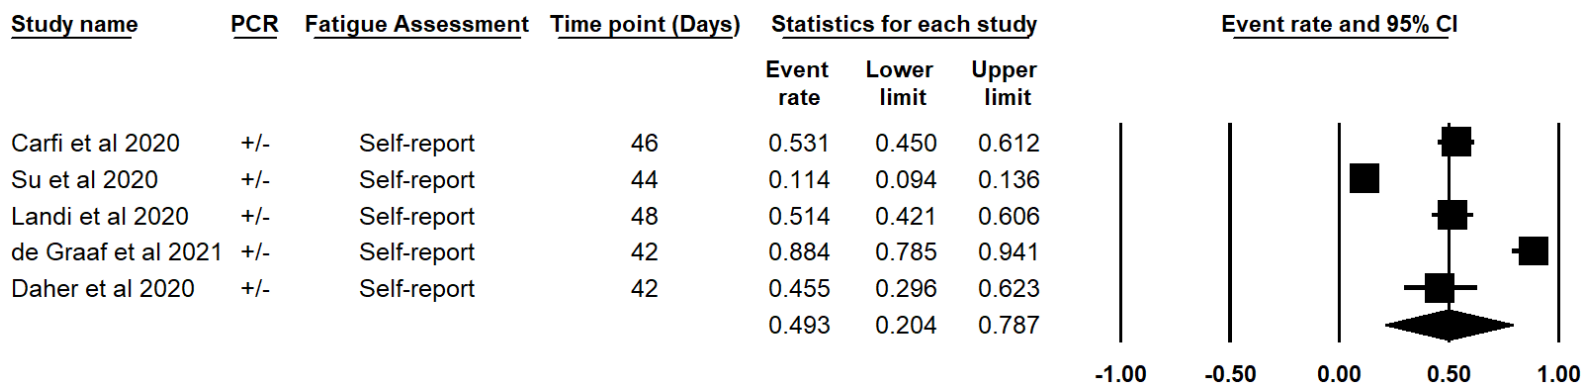 Study name PCR Fatigue Assessment Time point (Days) Statistics for each study Event rate and 95% CI
Event Lower Upper
rate limit limit
Carfi et al 2020 +/- Self-report 46 0.531 0.450 0.612
Su et al 2020 +/- Self-report 44 0.114 0.094 0.136
Landi et al 2020 +/- Self-report 48 0.514 0.421 0.606
de Graaf et al 2021 +/- Self-report 42 0.884 0.785 0.941
Daher et al 2020 +/- Self-report 42 0.455 0.296 0.623
0.493 0.204 0.787
-1.00 -0.50 0.00 0.50 1.00